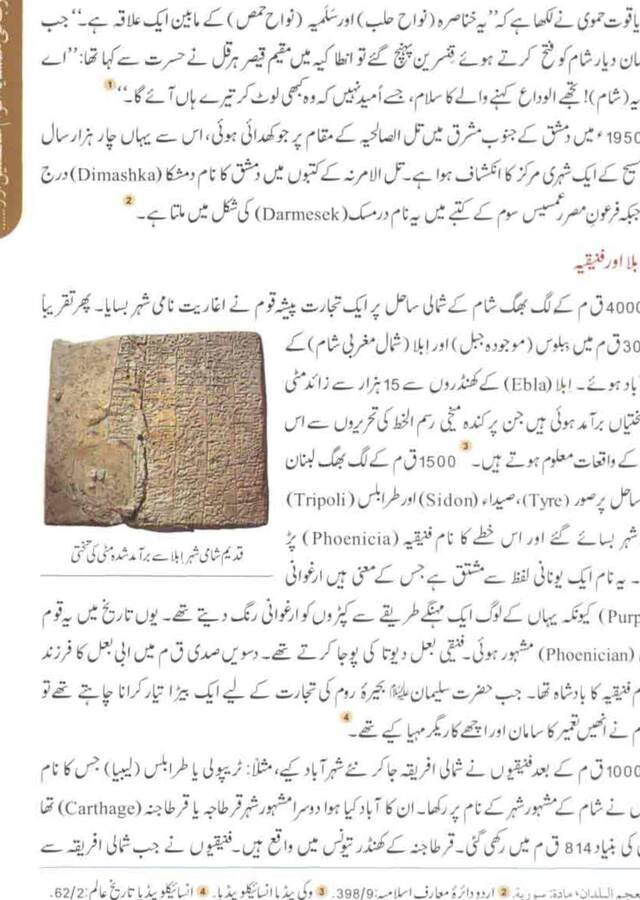 یاقوت حموی نے لکھا ہے کہ ”یہ خناصرہ (نواح حلب) اور سَلَمیہ (نواح حمص) کے مابین ایک علاقہ ہے۔“ جب
دیار شام کو فتح کرتے ہوئے قِنسرین پہنچ گئے تو انطاکیہ میں مقیم قیصر ہرقل نے حسرت سے کہا تھا: ”اے
(شام)! تجھے الوداع کہنے والے کا سلام، جسے اُمید نہیں کہ وہ کبھی لوٹ کر تیرے ہاں آئے گا۔“ 1
1950ء میں دمشق کے جنوب مشرق میں تل الصالحیہ کے مقام پر جو کھدائی ہوئی، اس سے یہاں چار ہزار سال
مسیح کے ایک شہری مرکز کا انکشاف ہوا ہے۔ تل الامرنہ کے کتبوں میں دمشق کا نام دمشکا (Dimashka) درج
جبکہ فرعونِ مصر رعمسیس سوم کے کتبے میں یہ نام درمسک (Darmesek) کی شکل میں ملتا ہے۔ 2
اور فنیقیہ
4000 ق م کے لگ بھگ شام کے شمالی ساحل پر ایک تجارت پیشہ قوم نے اغاریت نامی شہر بسایا۔ پھر تقریباً
ق م میں ببلوس (موجودہ جبل) اور ابلا (شمال مغربی شام) کے
آباد ہوئے۔ ابلا (Ebla) کے کھنڈروں سے 15 ہزار سے زائد مٹی
تختیاں برآمد ہوئی ہیں جن پر کندہ میخی رسم الخط کی تحریروں سے اس
کے واقعات معلوم ہوتے ہیں۔ 3 1500 ق م کے لگ بھگ لبنان
ساحل پر صور (Tyre)، صیداء (Sidon) اور طرابلس (Tripoli)
شہر بسائے گئے اور اس خطے کا نام فنیقیہ (Phoenicia) پڑ
۔ یہ نام ایک یونانی لفظ سے مشتق ہے جس کے معنی ہیں ارغوانی
قدیم شامی شہر ابلا سے برآمد شدہ مٹی کی تختی
(Purp کیونکہ یہاں کے لوگ ایک مہنگے طریقے سے کپڑوں کو ارغوانی رنگ دیتے تھے۔ یوں تاریخ میں یہ قوم
(Phoenician) مشہور ہوئی۔ فنیقی بعل دیوتا کی پوجا کرتے تھے۔ دسویں صدی ق م میں ابی بعل کا فرزند
فنیقیہ کا بادشاہ تھا۔ جب حضرت سلیمان علیہ السلام بحیرۂ روم کی تجارت کے لیے ایک بیڑا تیار کرانا چاہتے تھے تو
نے انھیں تعمیر کا سامان اور اچھے کاریگر مہیا کیے تھے۔ 4
1000 ق م کے بعد فنیقیوں نے شمالی افریقہ جا کر نئے شہر آباد کیے، مثلاً: ٹریپولی یا طرابلس (لیبیا) جس کا نام
نے شام کے مشہور شہر کے نام پر رکھا۔ ان کا آباد کیا ہوا دوسرا مشہور شہر قرطاجہ یا قرطاجنہ (Carthage) تھا
کی بنیاد 814 ق م میں رکھی گئی۔ قرطاجنہ کے کھنڈر تیونس میں واقع ہیں۔ فنیقیوں نے جب شمالی افریقہ سے
معجم البلدان، مادة: سورية. 2 اردو دائرۂ معارف اسلامیہ: 398/9. 3 وکی پیڈیا انسائیکلوپیڈیا. 4 انسائیکلوپیڈیا تاریخ عالم: 62/2.